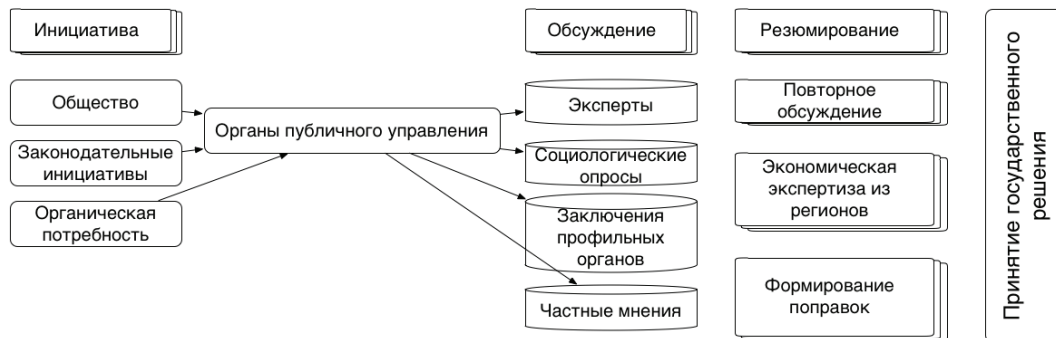 Инициатива
Общество
Законодательные
инициативы
Органическая
потребность
Органы публичного управления
Обсуждение
Эксперты
Социологические
опросы
Заключения
профильных
органов
Частные мнения
Резюмирование
Повторное
обсуждение
Экономическая
экспертиза из
регионов
Формирование
поправок
Принятие государственного
решения